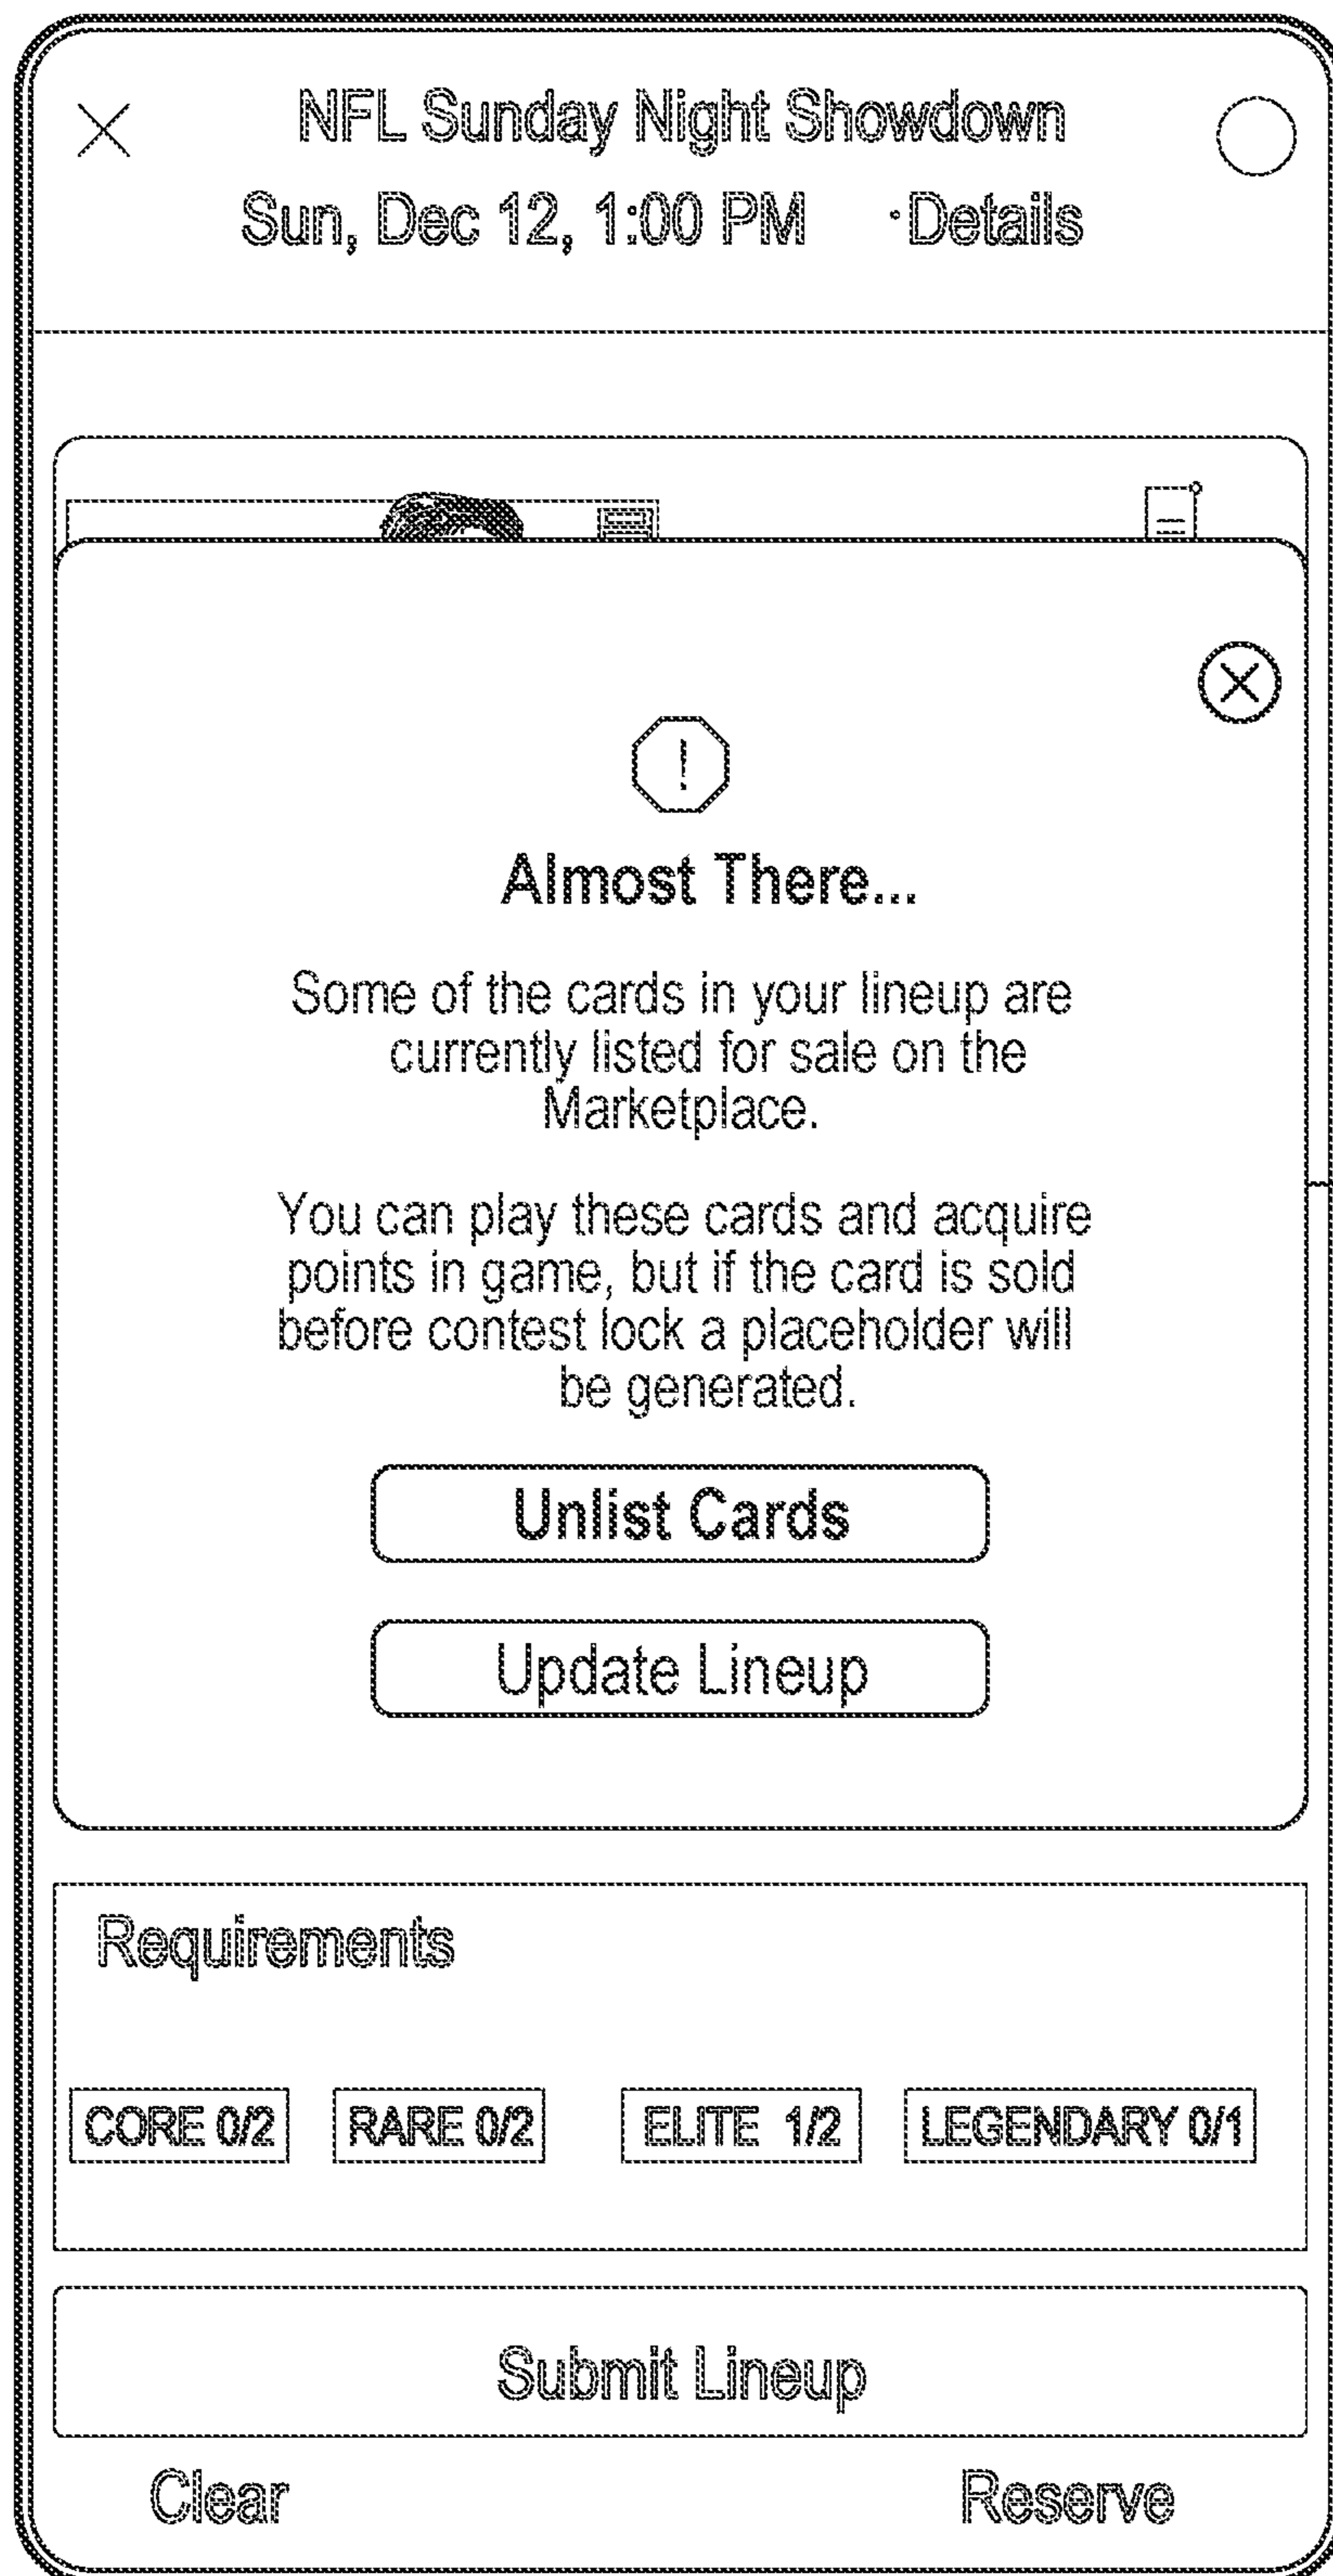 NFL Sunday Night Showdown
Sun, Dec 12, 1:00 PM ·Details
!
Almost There...
Some of the cards in your lineup are
currently listed for sale on the
Marketplace.
You can play these cards and acquire
points in game, but if the card is sold
before contest lock a placeholder will
be generated.
Unlist Cards
Update Lineup
Requirements
CORE 0/2 RARE 0/2 ELITE 1/2 LEGENDARY 0/1
Submit Lineup
Clear Reserve